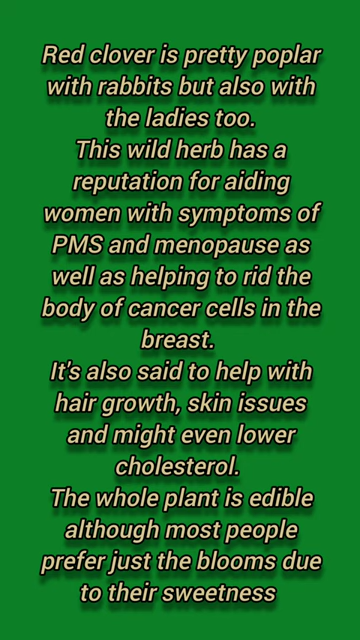 Red clover is pretty poplar
with rabbits but also with
the ladies too.
This wild herb has a
reputation for aiding
women with symptoms of
PMS and menopause as
well as helping to rid the
body of cancer cells in the
breast.
It's also said to help with
hair growth, skin issues
and might even lower
cholesterol.
The whole plant is edible
although most people
prefer just the blooms due
to their sweetness